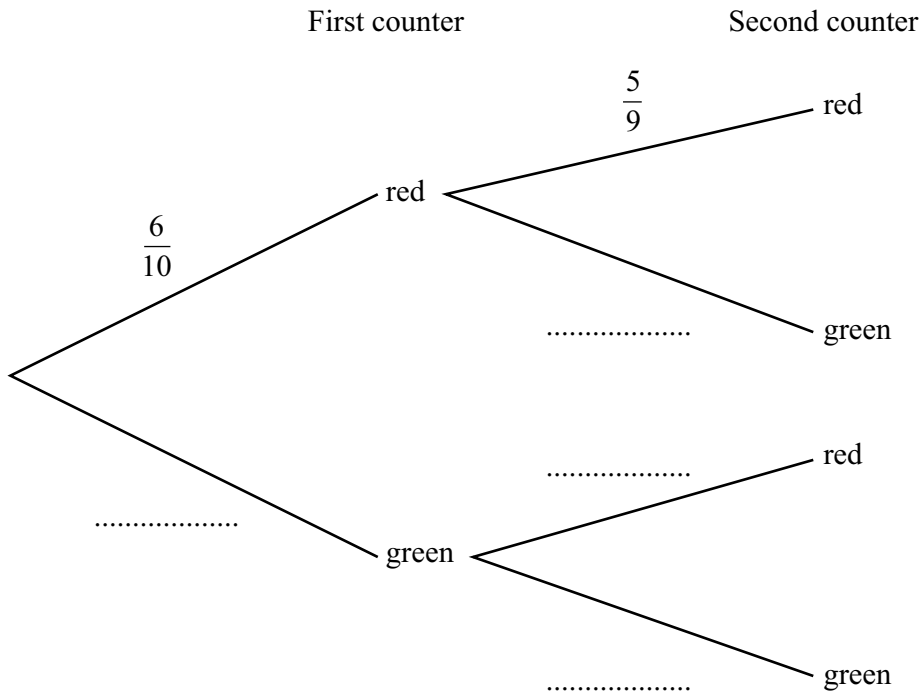 First counter Second counter
5/9
red
6/10
red
...................
green
...................
red
...................
green
...................
green